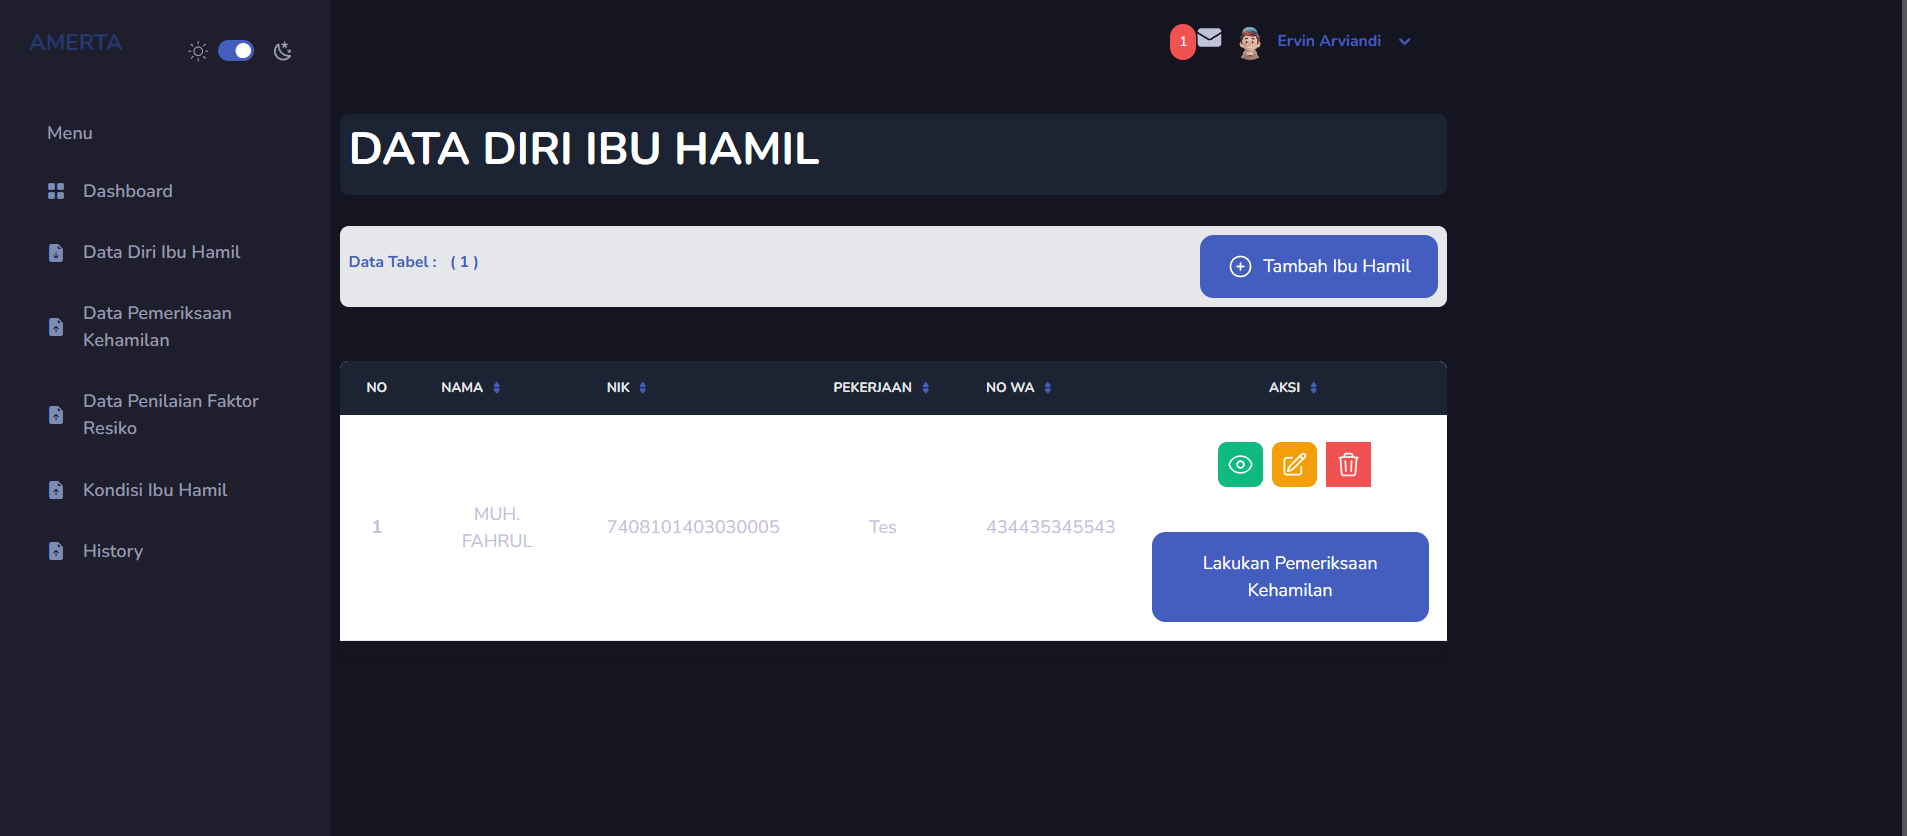 AMERTA
1
Ervin Arviandi
Menu
Dashboard
Data Diri Ibu Hamil
Data Pemeriksaan
Kehamilan
Data Penilaian Faktor
Resiko
Kondisi Ibu Hamil
History
DATA DIRI IBU HAMIL
Data Tabel : ( 1 )
Tambah Ibu Hamil
NO NAMA NIK PEKERJAAN NO WA AKSI
1 MUH. FAHRUL 7408101403030005 Tes 434435345543
Lakukan Pemeriksaan
Kehamilan